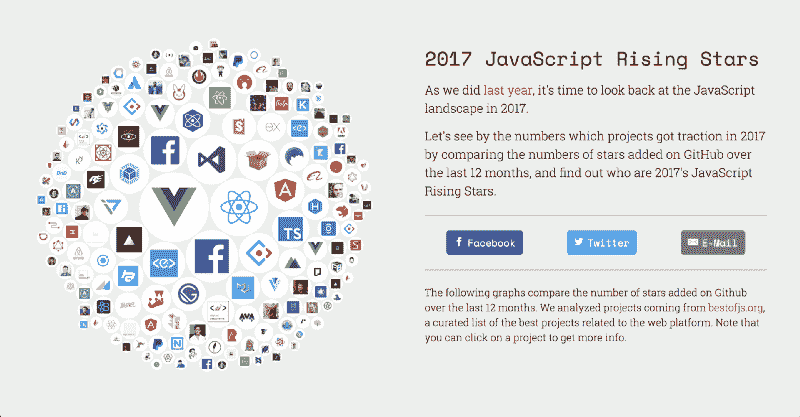 2017 JavaScript Rising Stars
As we did last year, it's time to look back at the JavaScript
landscape in 2017.
Let's see by the numbers which projects got traction in 2017
by comparing the numbers of stars added on GitHub over
the last 12 months, and find out who are 2017's JavaScript
Rising Stars.
Facebook
Twitter
E-Mail
The following graphs compare the number of stars added on Github
over the last 12 months. We analyzed projects coming from bestofjs.org,
a curated list of the best projects related to the web platform. Note that
you can click on a project to get more info.
TS